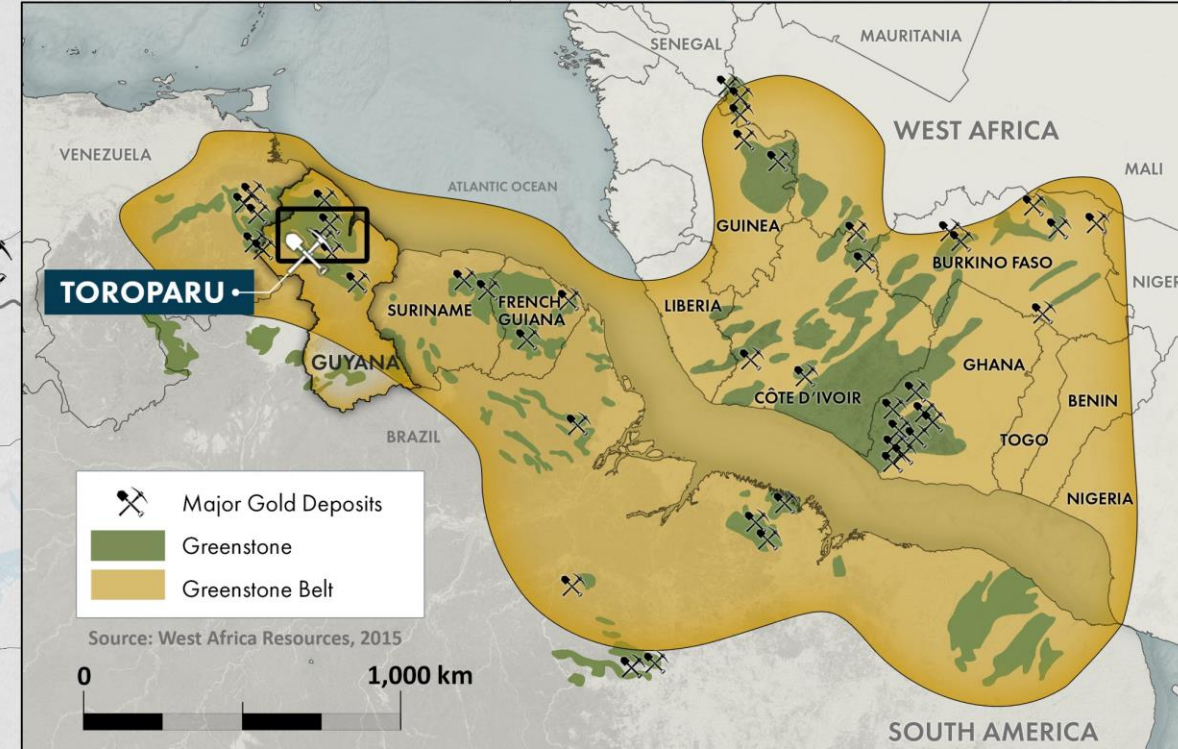 SENEGAL
MAURITANIA
WEST AFRICA
VENEZUELA
MALI
ATLANTIC OCEAN
GUINEA
BURKINO FASO
NIGER
TOROPARU
SURINAME
FRENCH
GUIANA
LIBERIA
GUYANA
GHANA
CÔTE D'IVOIR
BENIN
BRAZIL
TOGO
NIGERIA
Major Gold Deposits
Greenstone
Greenstone Belt
Source: West Africa Resources, 2015
0
1,000 km
SOUTH AMERICA